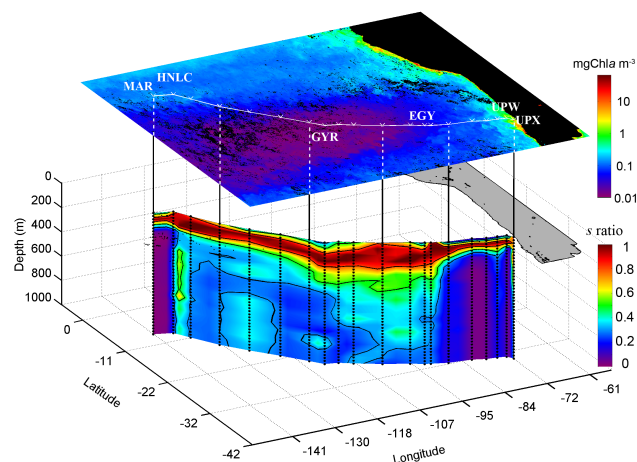 mgChla m-3
10
1
0.10
0.01
MAR HNLC
GYR
EGY
UPW
UPX
s ratio
1
0.8
0.6
0.4
0.2
0
Depth (m)
0
200
400
600
800
1000
Latitude
0
-11
-22
-32
-42
Longitude
-141
-130
-118
-107
-95
-84
-72
-61